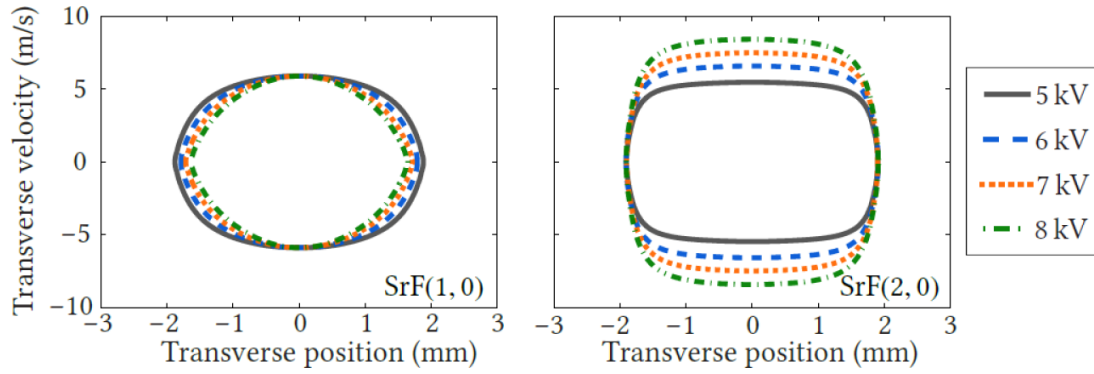 Transverse velocity (m/s)
10
5
0
−5
−10
SrF(1, 0)
−3 −2 −1 0 1 2 3
Transverse position (mm)
SrF(2, 0)
−3 −2 −1 0 1 2 3
Transverse position (mm)
5 kV
6 kV
7 kV
8 kV